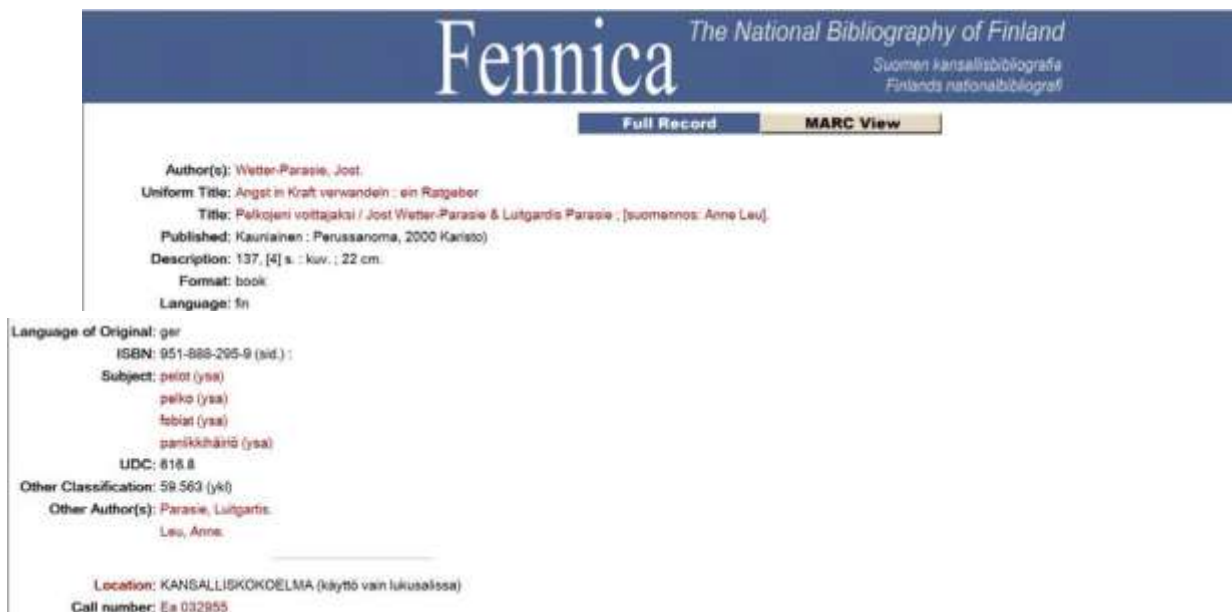 Fennica
The National Bibliography of Finland
Suomen kansallisbibliografia
Finlands nationalbibliografi
Full Record MARC View
Author(s): Wetter-Parasie, Jost.
Uniform Title: Angst in Kraft verwandeln : ein Ratgeber
Title: Pelkojeni voittajaksi / Jost Wetter-Parasie & Luitgardis Parasie ; [suomennos: Anne Leu].
Published: Kauniainen : Perussanoma, 2000 Karisto)
Description: 137, [4] s. : kuv. ; 22 cm.
Format: book
Language: fin
Language of Original: ger
ISBN: 951-888-295-9 (sid.) :
Subject: pelot (ysa)
pelko (ysa)
fobiat (ysa)
paniikkihäiriö (ysa)
UDC: 616.8
Other Classification: 59.563 (ykl)
Other Author(s): Parasie, Luitgartis.
Leu, Anne.
Location: KANSALLISKOKOELMA (käyttö vain lukusalissa)
Call number: Ea 032955